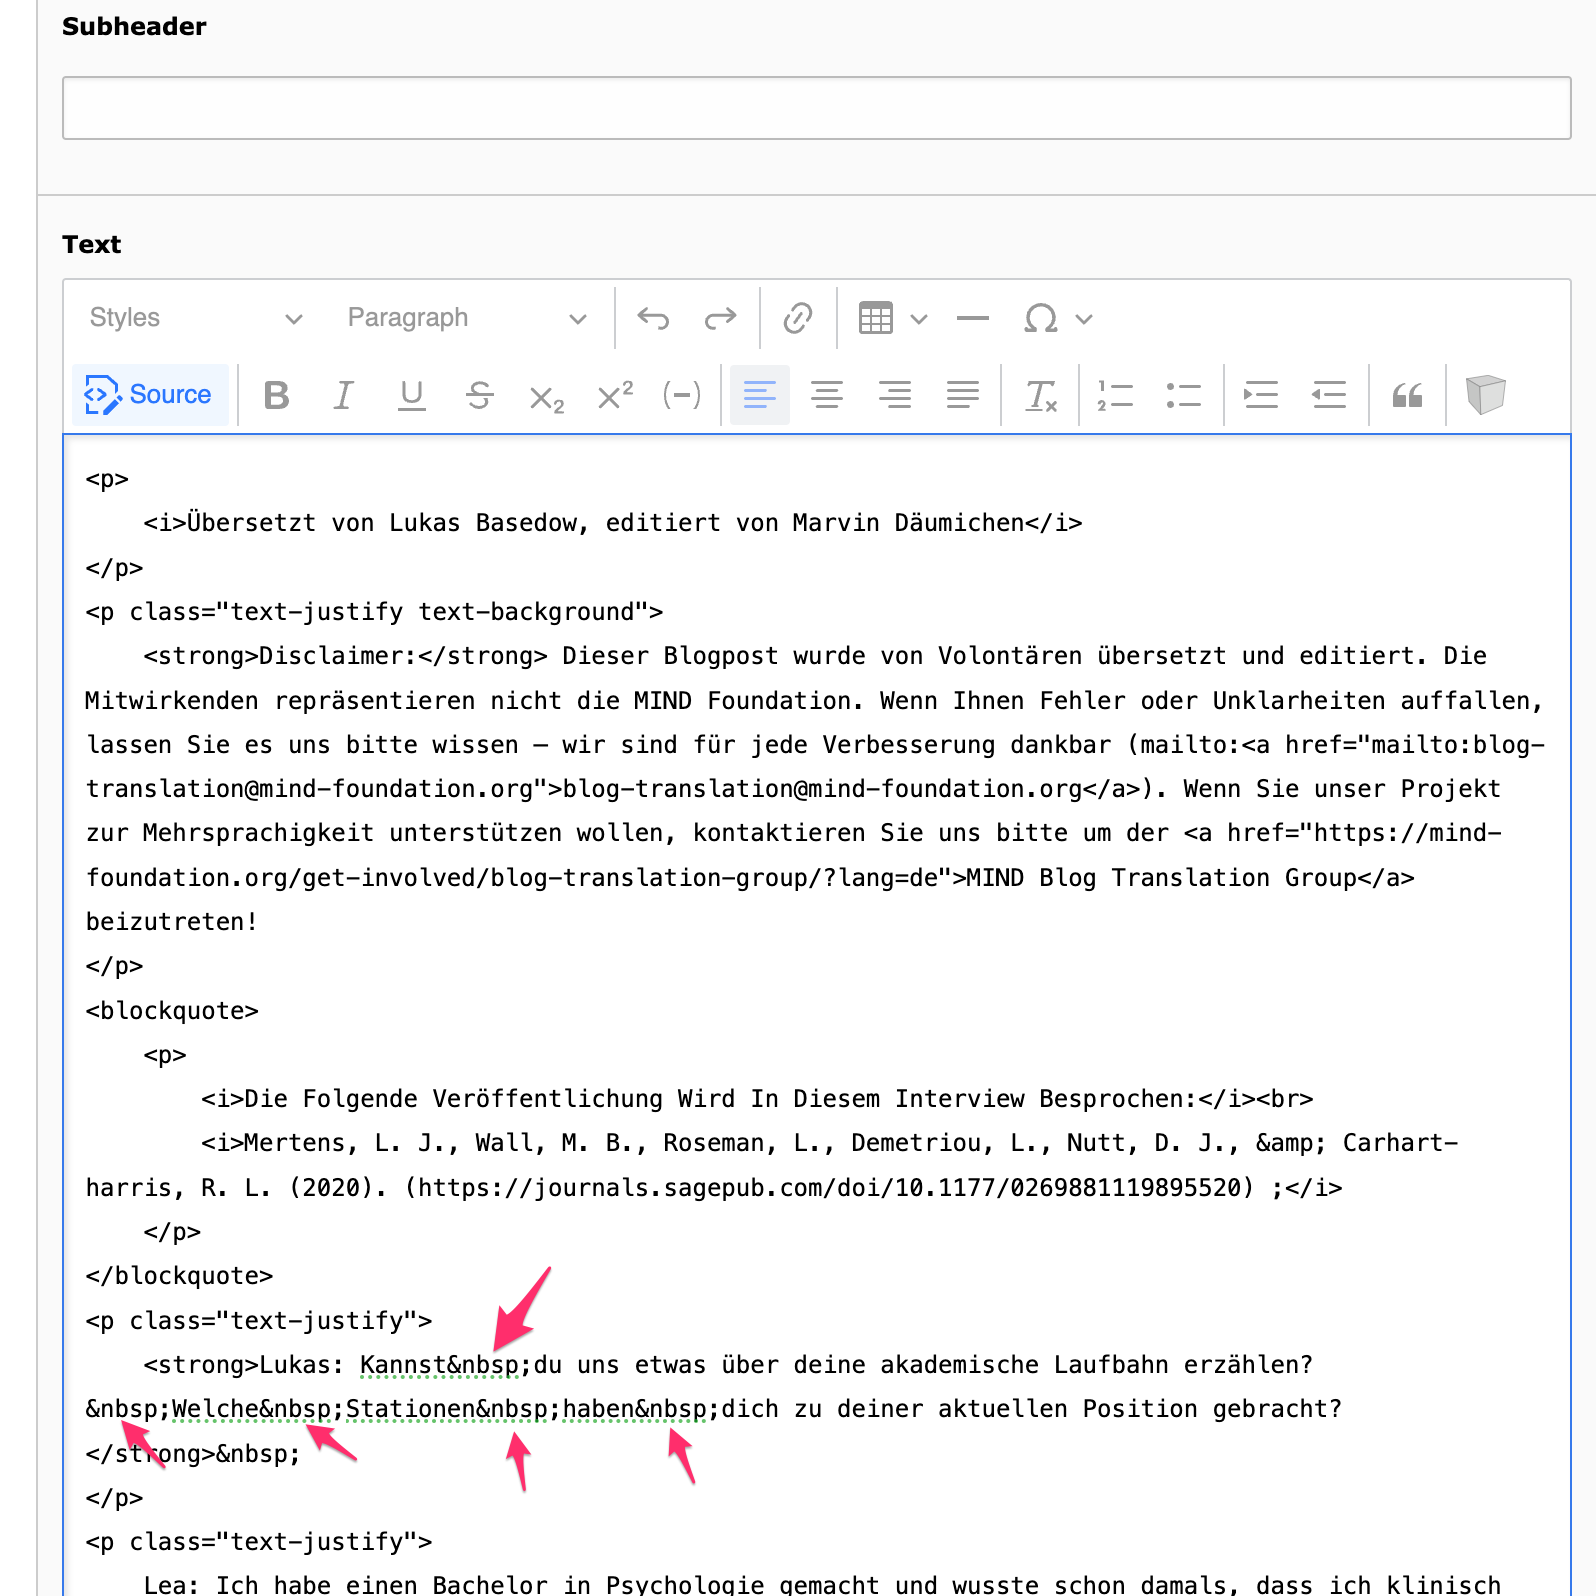 Subheader
Text
Styles
Paragraph
Source B I U S x2 x2 (-) Tx
<p>
<i>Übersetzt von Lukas Basedow, editiert von Marvin Däumichen</i>
</p>
<p class="text-justify text-background">
<strong>Disclaimer:</strong> Dieser Blogpost wurde von Volontären übersetzt und editiert. Die
Mitwirkenden repräsentieren nicht die MIND Foundation. Wenn Ihnen Fehler oder Unklarheiten auffallen,
lassen Sie es uns bitte wissen – wir sind für jede Verbesserung dankbar (mailto:<a href="mailto:blog-
translation@mind-foundation.org">blog-translation@mind-foundation.org</a>). Wenn Sie unser Projekt
zur Mehrsprachigkeit unterstützen wollen, kontaktieren Sie uns bitte um der <a href="https://mind-
foundation.org/get-involved/blog-translation-group/?lang=de">MIND Blog Translation Group</a>
beizutreten!
</p>
<blockquote>
<p>
<i>Die Folgende Veröffentlichung Wird In Diesem Interview Besprochen:</i><br>
<i>Mertens, L. J., Wall, M. B., Roseman, L., Demetriou, L., Nutt, D. J., &amp; Carhart-
harris, R. L. (2020). (https://journals.sagepub.com/doi/10.1177/0269881119895520) ;</i>
</p>
</blockquote>
<p class="text-justify">
<strong>Lukas: Kannst&nbsp;du uns etwas über deine akademische Laufbahn erzählen?
&nbsp;Welche&nbsp;Stationen&nbsp;haben&nbsp;dich zu deiner aktuellen Position gebracht?
</strong>&nbsp;
</p>
<p class="text-justify">
Lea: Ich habe einen Bachelor in Psychologie gemacht und wusste schon damals, dass ich klinisch